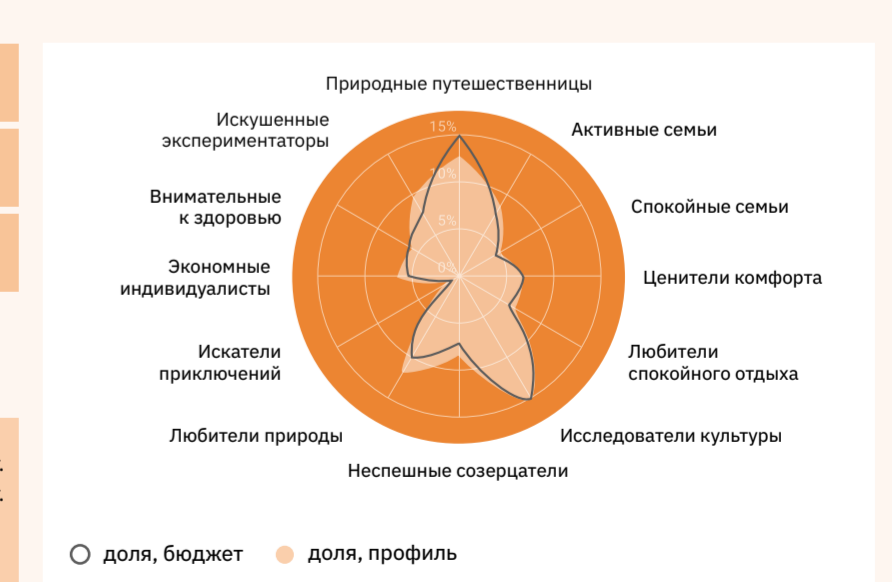 Природные путешественницы
Искушенные
экспериментаторы
15%
Активные семьи
10%
Внимательные
к здоровью
Спокойные семьи
5%
Экономные
индивидуалисты
0%
Ценители комфорта
Искатели
приключений
Любители
спокойного отдыха
Любители природы
Исследователи культуры
Неспешные созерцатели
доля, бюджет
доля, профиль